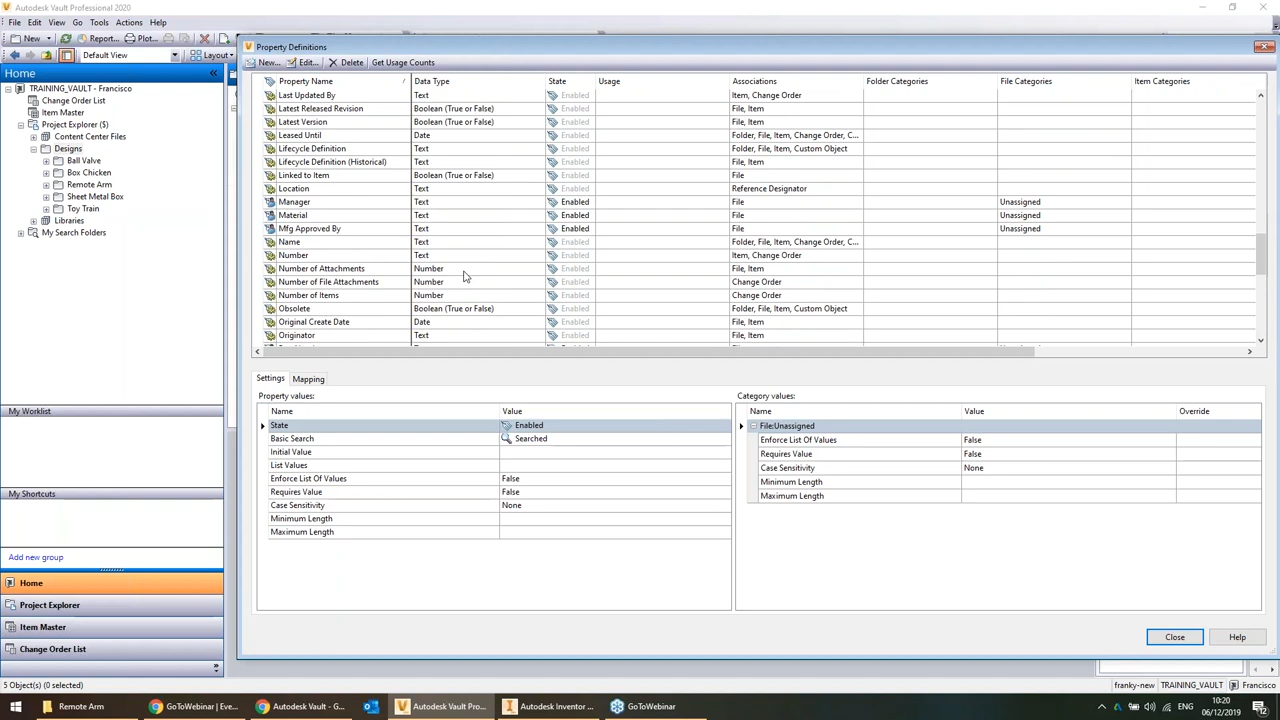 Autodesk Vault Professional 2020
File Edit View Go Tools Actions Help
New Report... Plot...
Default View Layout
Home
TRAINING_VAULT - Francisco
Change Order List
Item Master
Project Explorer ($)
Content Center Files
Designs
Ball Valve
Box Chicken
Remote Arm
Sheet Metal Box
Toy Train
Libraries
My Search Folders
My Worklist
My Shortcuts
Add new group
Home
Project Explorer
Item Master
Change Order List
Property Definitions
New... Edit... Delete Get Usage Counts
Property Name / Data Type State Usage Associations Folder Categories File Categories Item Categories
Last Updated By Text Enabled Item, Change Order
Latest Released Revision Boolean (True or False) Enabled File, Item
Latest Version Boolean (True or False) Enabled File, Item
Leased Until Date Enabled Folder, File, Item, Change Order, C...
Lifecycle Definition Text Enabled Folder, File, Item, Custom Object
Lifecycle Definition (Historical) Text Enabled File, Item
Linked to Item Boolean (True or False) Enabled File
Location Text Enabled Reference Designator
Manager Text Enabled File Unassigned
Material Text Enabled File Unassigned
Mfg Approved By Text Enabled File Unassigned
Name Text Enabled Folder, File, Item, Change Order, C...
Number Text Enabled Item, Change Order
Number of Attachments Number Enabled File, Item
Number of File Attachments Number Enabled Change Order
Number of Items Number Enabled Change Order
Obsolete Boolean (True or False) Enabled Folder, File, Item, Custom Object
Original Create Date Date Enabled File, Item
Originator Text Enabled File, Item
Settings Mapping
Property values:
Name Value
State Enabled
Basic Search Searched
Initial Value
List Values
Enforce List Of Values False
Requires Value False
Case Sensitivity None
Minimum Length
Maximum Length
Category values:
Name Value Override
File:Unassigned
Enforce List Of Values False
Requires Value False
Case Sensitivity None
Minimum Length
Maximum Length
Close Help
5 Object(s) (0 selected) franky-new TRAINING_VAULT Francisco
Remote Arm GoToWebinar | Eve... Autodesk Vault - G... Autodesk Vault Pro... Autodesk Inventor ... GoToWebinar
ENG 10:20
06/12/2019